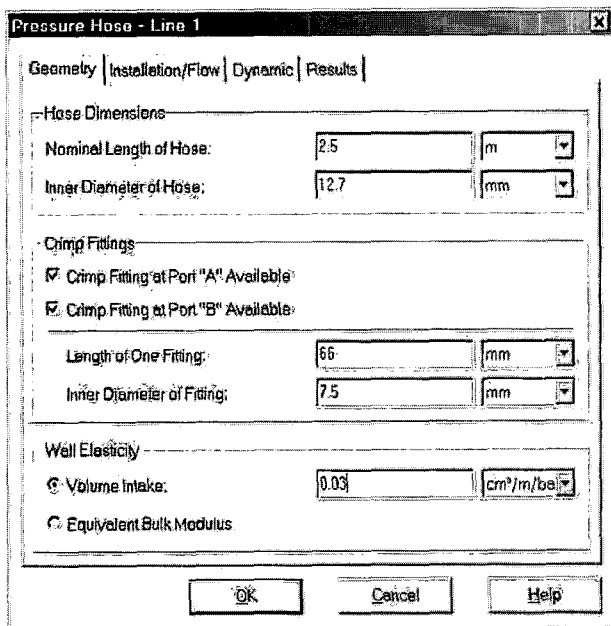 Pressure Hose - Line 1
Geometry Installation/Flow Dynamic Results
Hose Dimensions
Nominal Length of Hose: 2.5 m
Inner Diameter of Hose: 12.7 mm
Crimp Fittings
Crimp Fitting at Port "A" Available
Crimp Fitting at Port "B" Available
Length of One Fitting: 66 mm
Inner Diameter of Fitting: 7.5 mm
Wall Elasticity
Volume Intake: 0.03 cm³/m/ba
Equivalent Bulk Modulus
OK Cancel Help